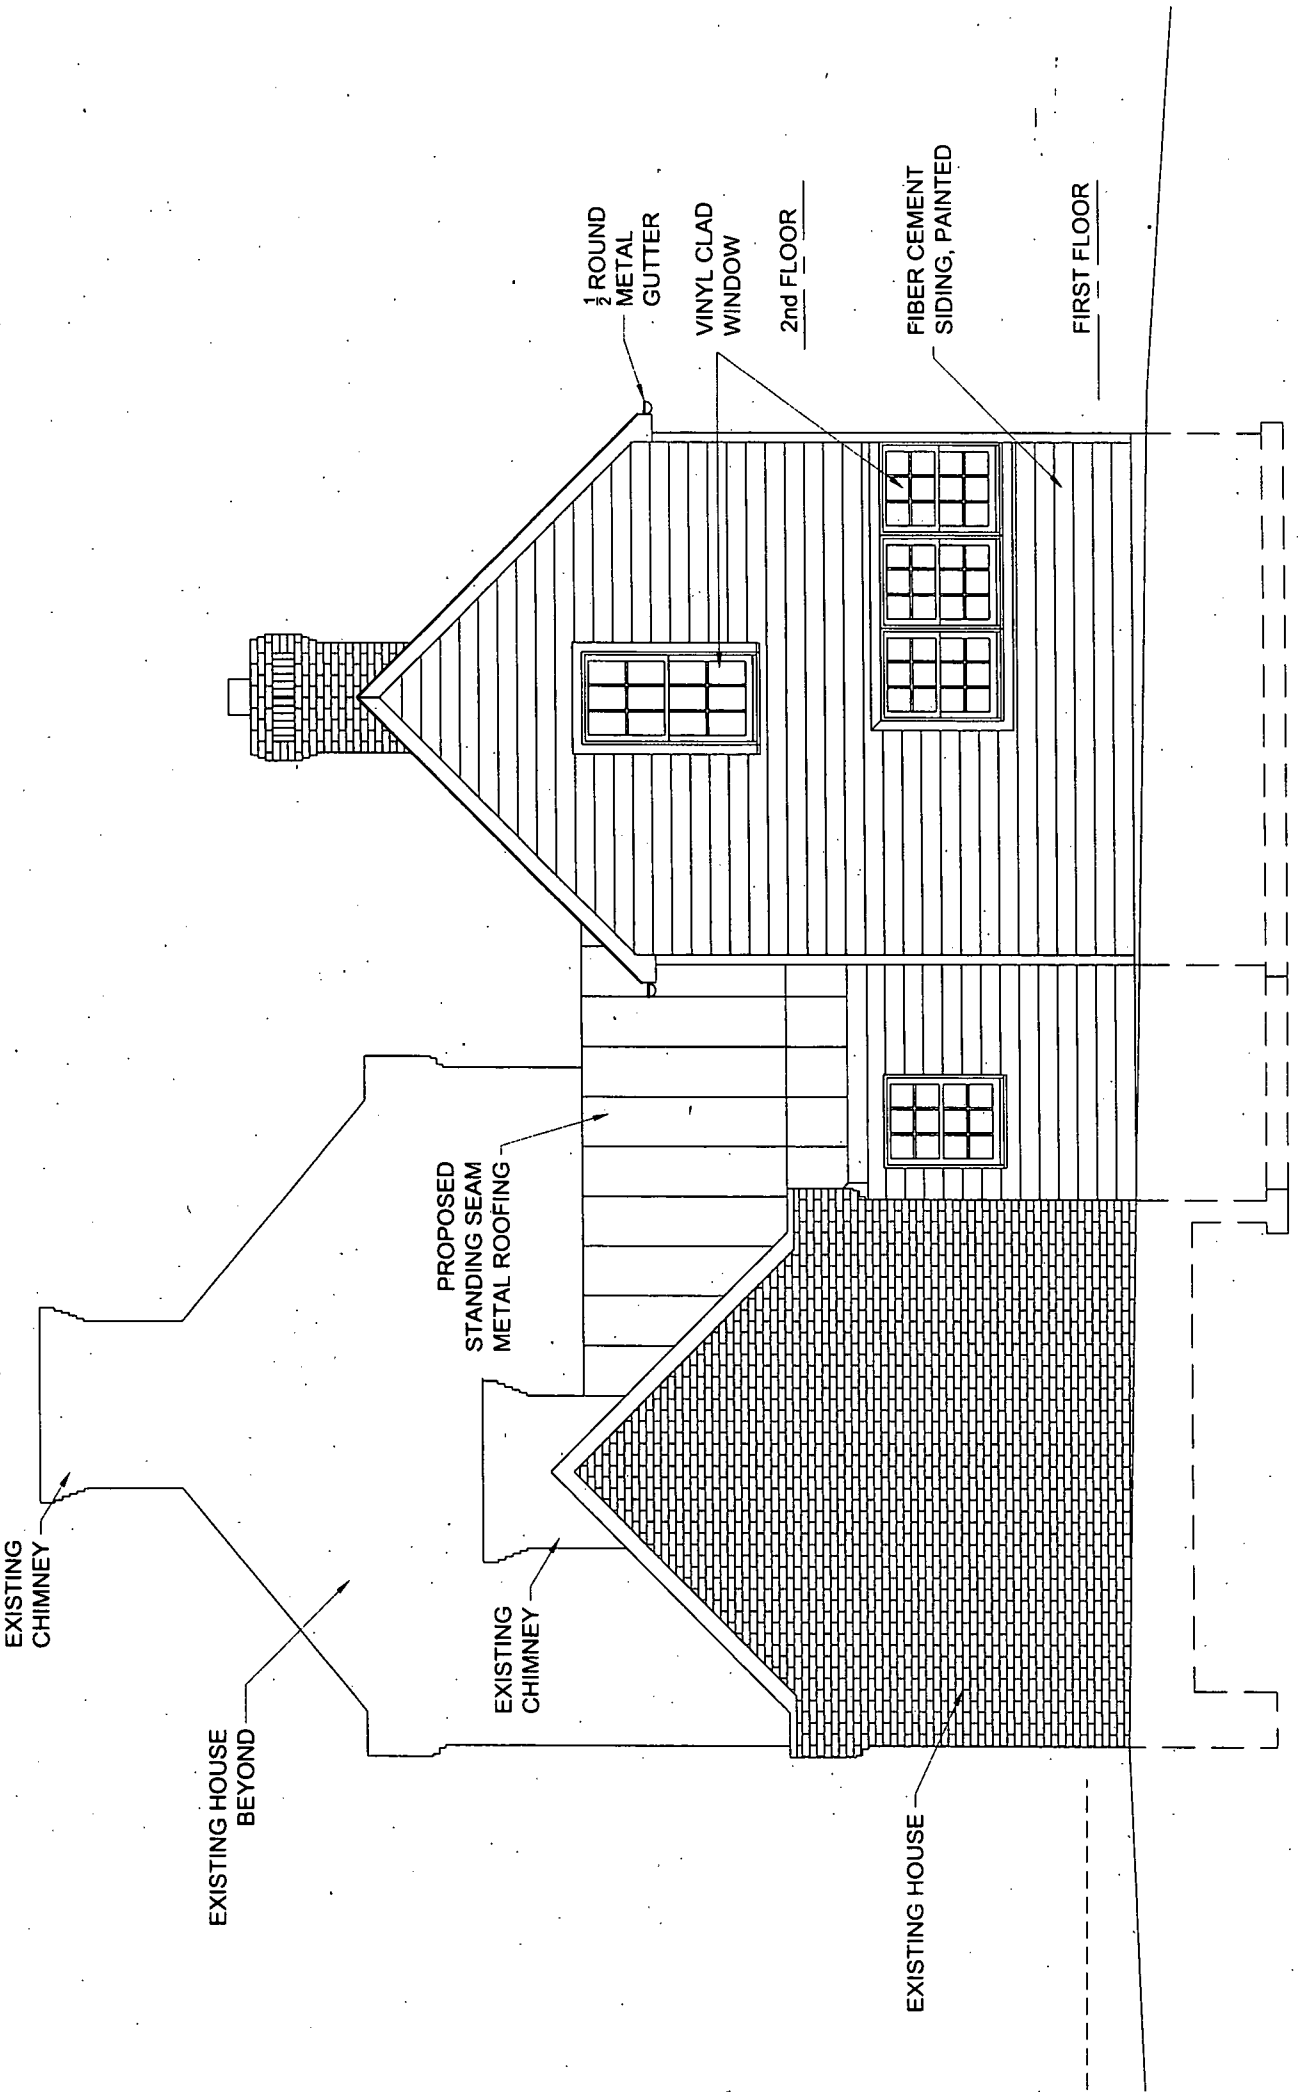 EXISTING
CHIMNEY
EXISTING HOUSE
BEYOND
EXISTING
CHIMNEY
PROPOSED
STANDING SEAM
METAL ROOFING
EXISTING HOUSE
½ ROUND
METAL
GUTTER
VINYL CLAD
WINDOW
2nd FLOOR
FIBER CEMENT
SIDING, PAINTED
FIRST FLOOR